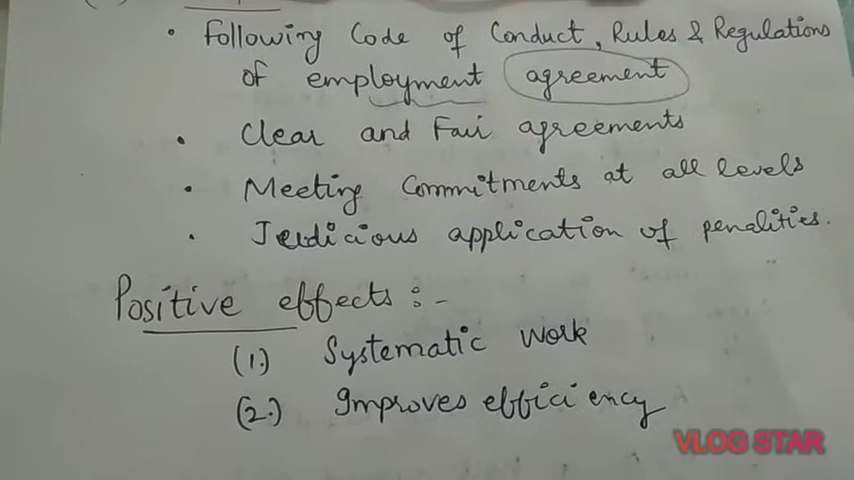 • Following Code of Conduct, Rules & Regulations
of employment agreement
• Clear and Fair agreements
• Meeting Commitments at all levels
• Judicious application of penalities.
Positive effects :-
(1.) Systematic work
(2.) Improves efficiency
VLOG STAR